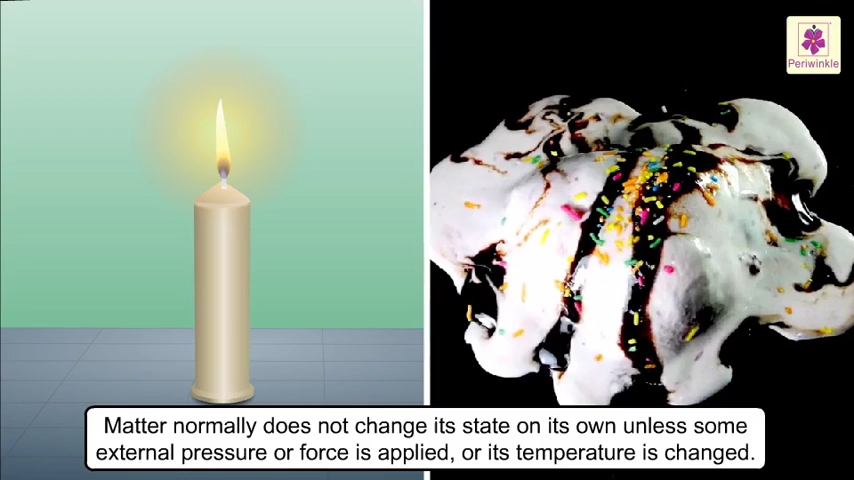 Periwinkle
Matter normally does not change its state on its own unless some
external pressure or force is applied, or its temperature is changed.